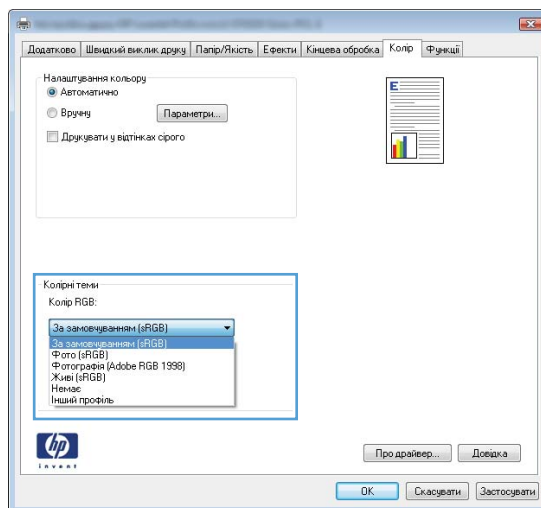 Додатково Швидкий виклик друку Папір/Якість Ефекти Кінцева обробка Колір Функції
Налаштування кольору
Автоматично
Вручну Параметри...
Друкувати у відтінках сірого
E
Колірні теми
Колір RGB:
За замовчуванням (sRGB)
За замовчуванням (sRGB)
Фото (sRGB)
Фотографія (Adobe RGB 1998)
Живі (sRGB)
Немає
Інший профіль
hp
invent
Про драйвер... Довідка
OK Скасувати Застосувати